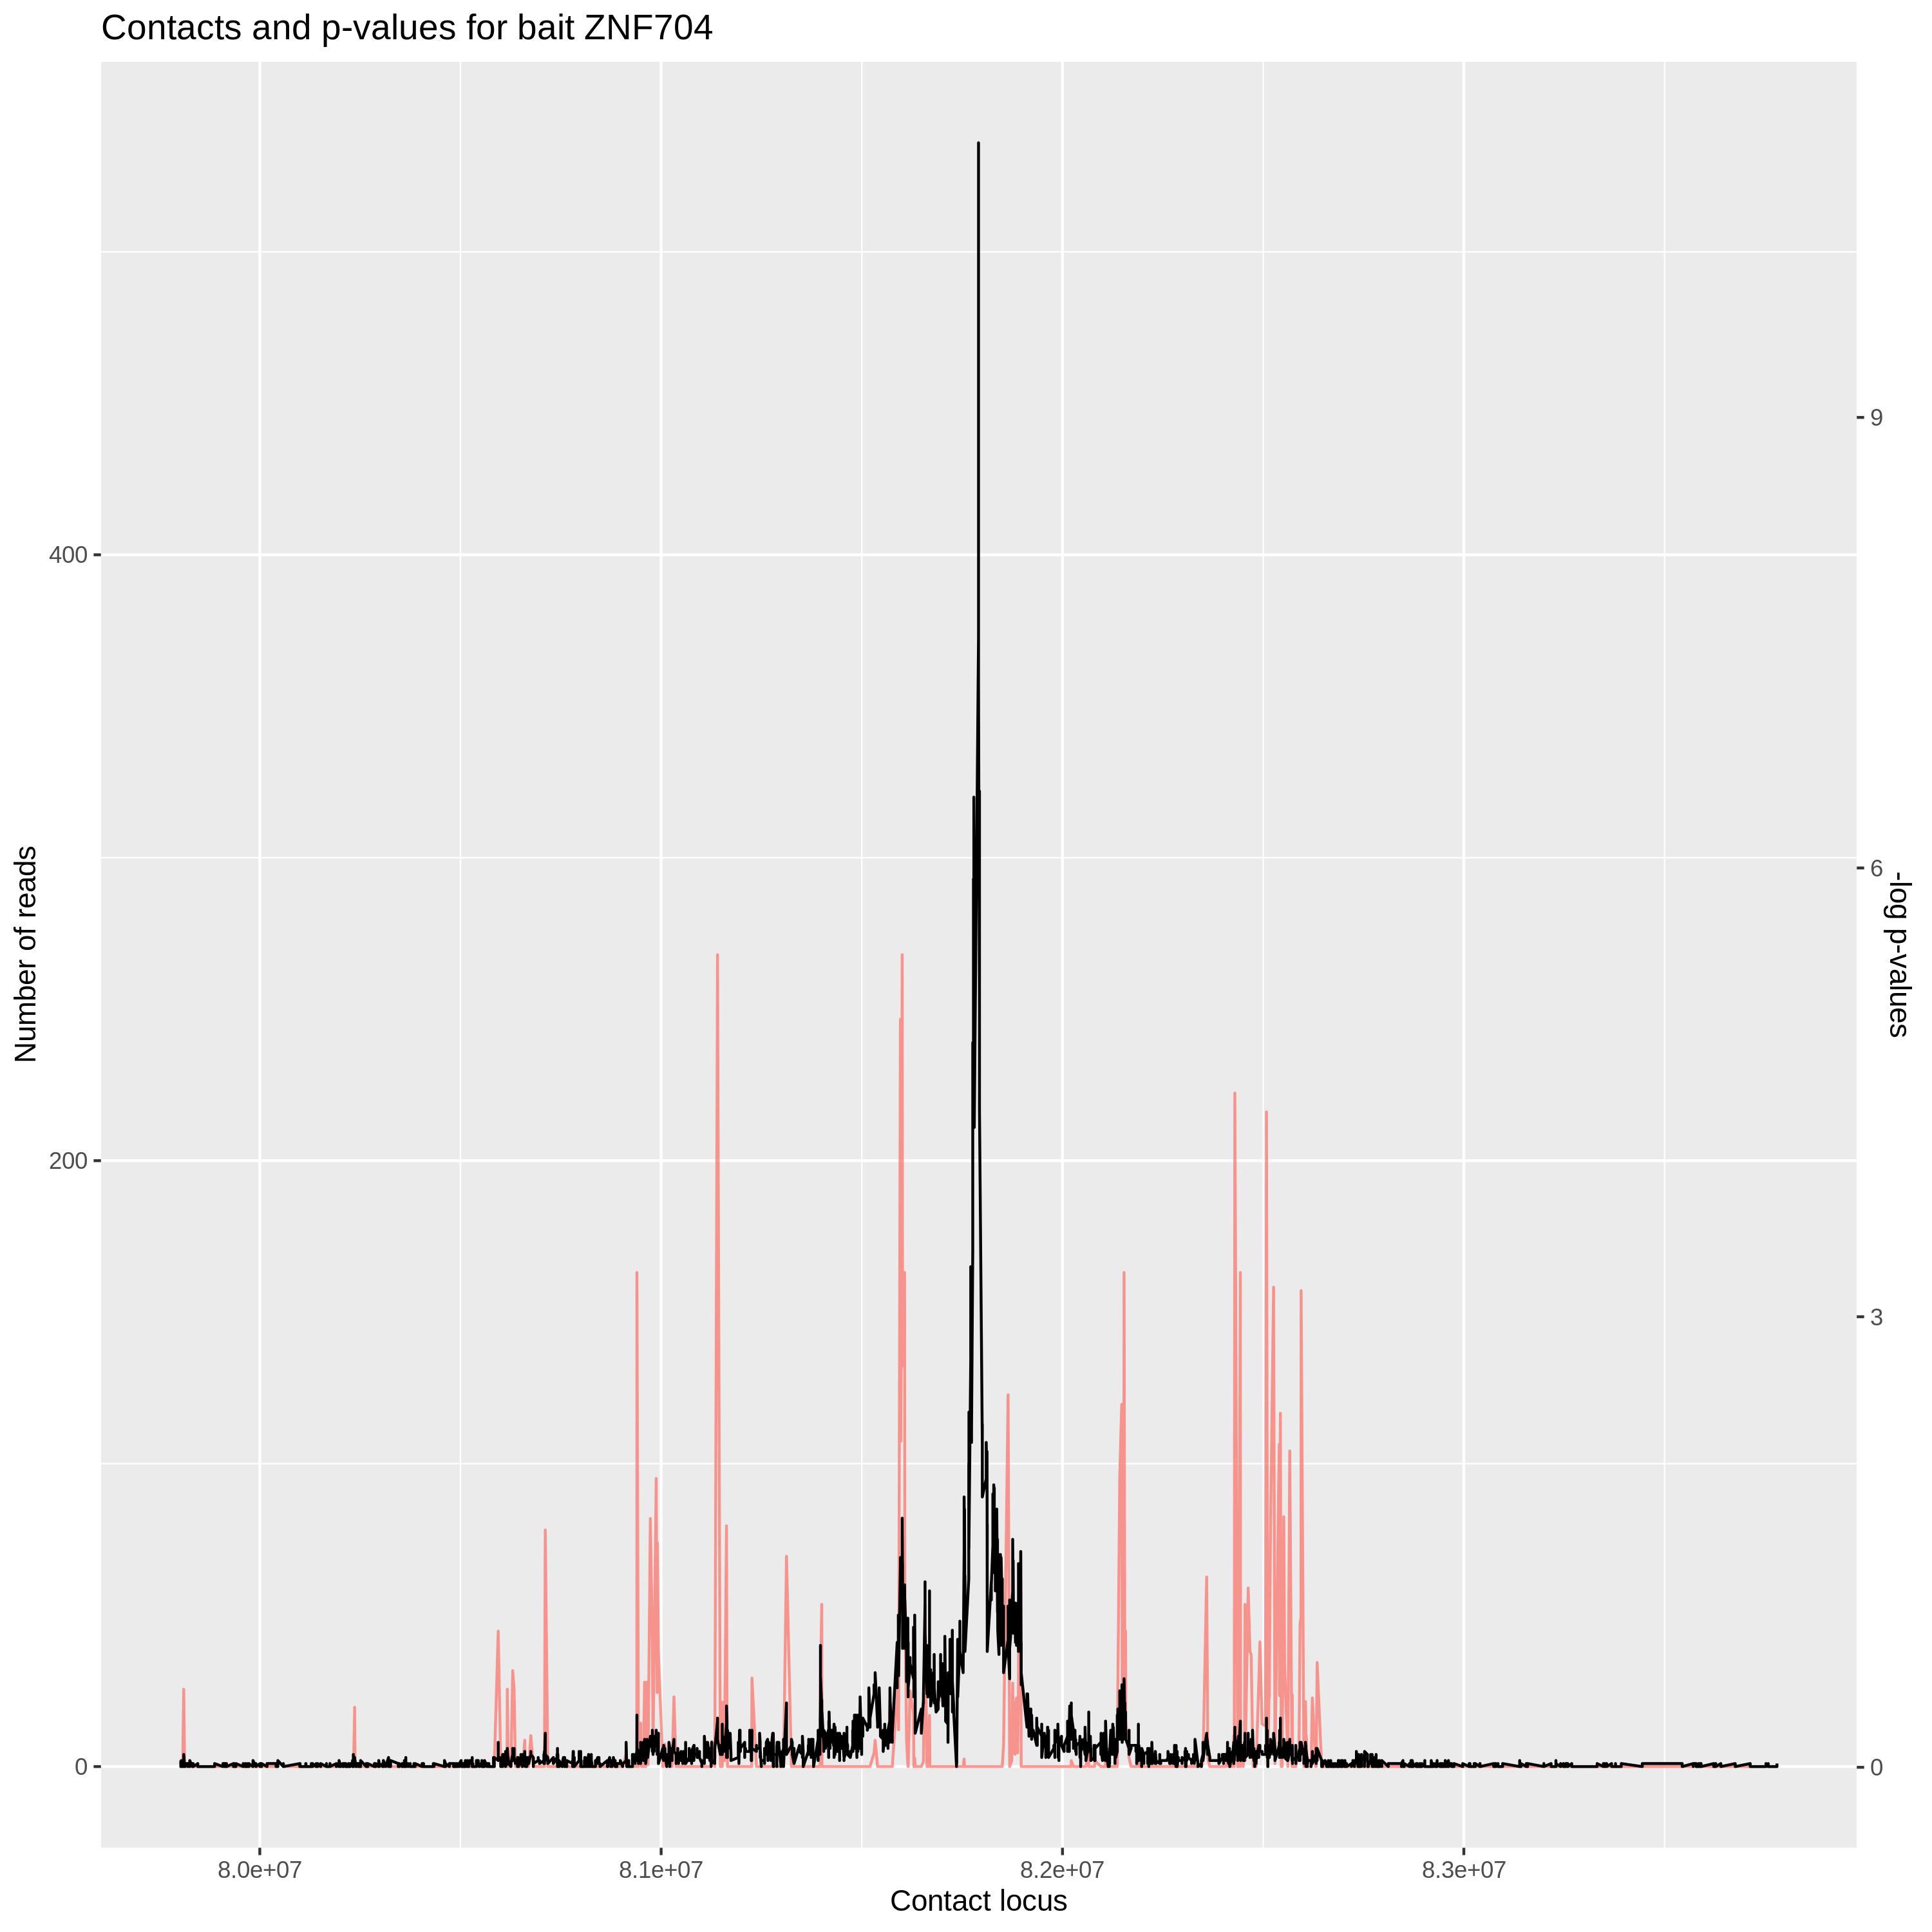 Contacts and p-values for bait ZNF704
Number of reads
400
200
0
9
6
3
0
-log p-values
8.0e+07
8.1e+07
8.2e+07
8.3e+07
Contact locus